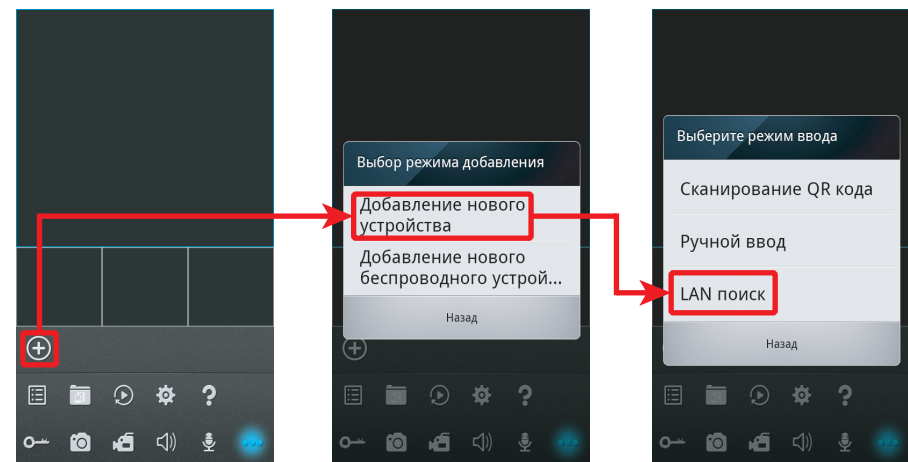 Выбор режима добавления
Добавление нового
устройства
Добавление нового
беспроводного устрой...
Назад
Выберите режим ввода
Сканирование QR кода
Ручной ввод
LAN поиск
Назад